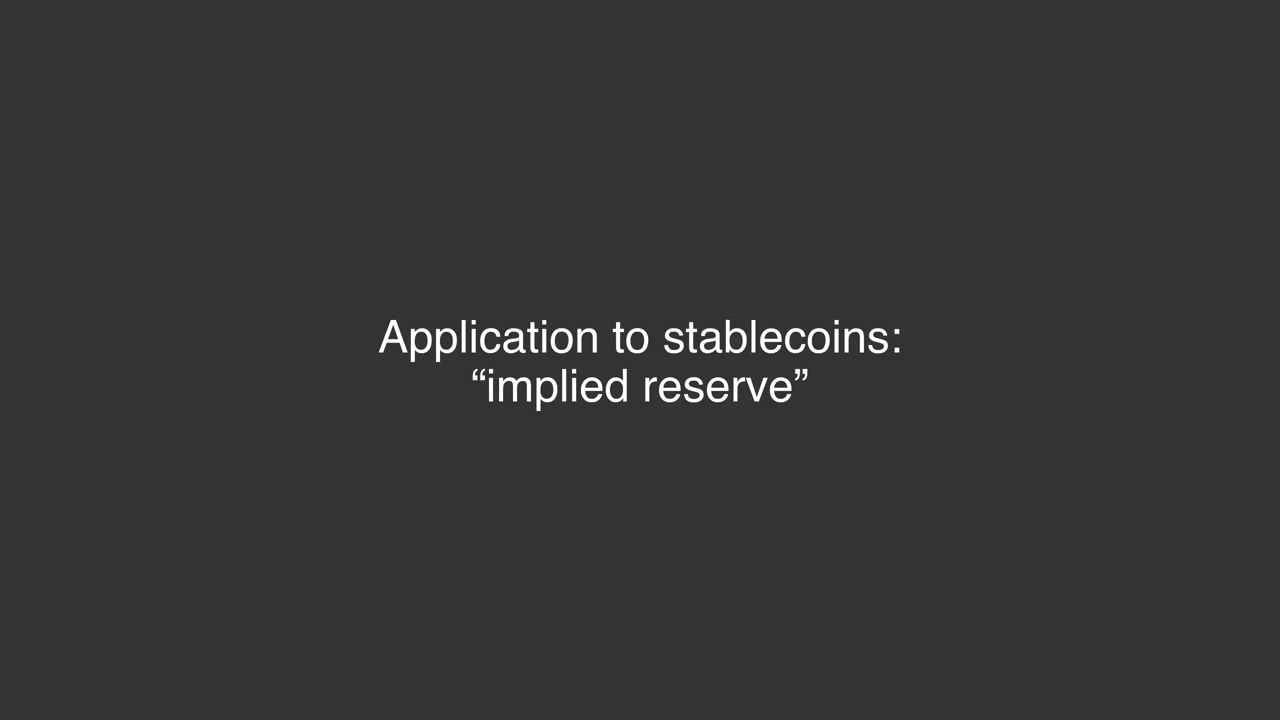 Application to stablecoins:
“implied reserve”